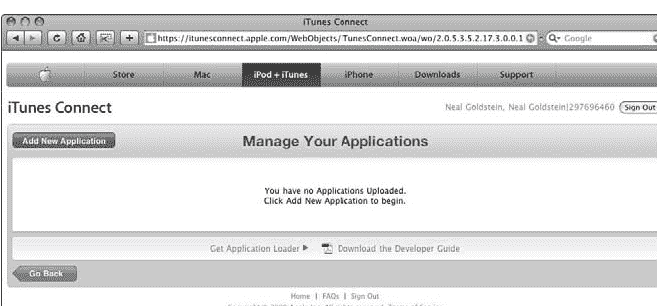 iTunes Connect
https://itunesconnect.apple.com/WebObjects/iTunesConnect.woa/wo/2.0.5.3.5.2.17.3.0.0.1 Google
Store Mac iPod + iTunes iPhone Downloads Support
iTunes Connect
Neal Goldstein, Neal Goldstein|297696460 Sign Out
Add New Application
Manage Your Applications
You have no Applications Uploaded.
Click Add New Application to begin.
Get Application Loader Download the Developer Guide
Go Back
Home | FAQs | Sign Out